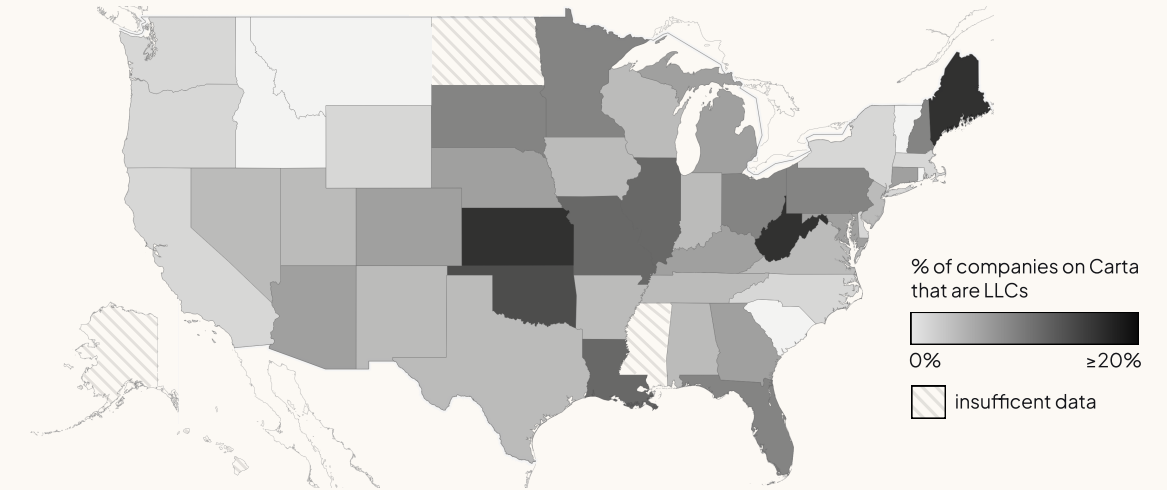 % of companies on Carta
that are LLCs
0% ≥20%
insufficent data